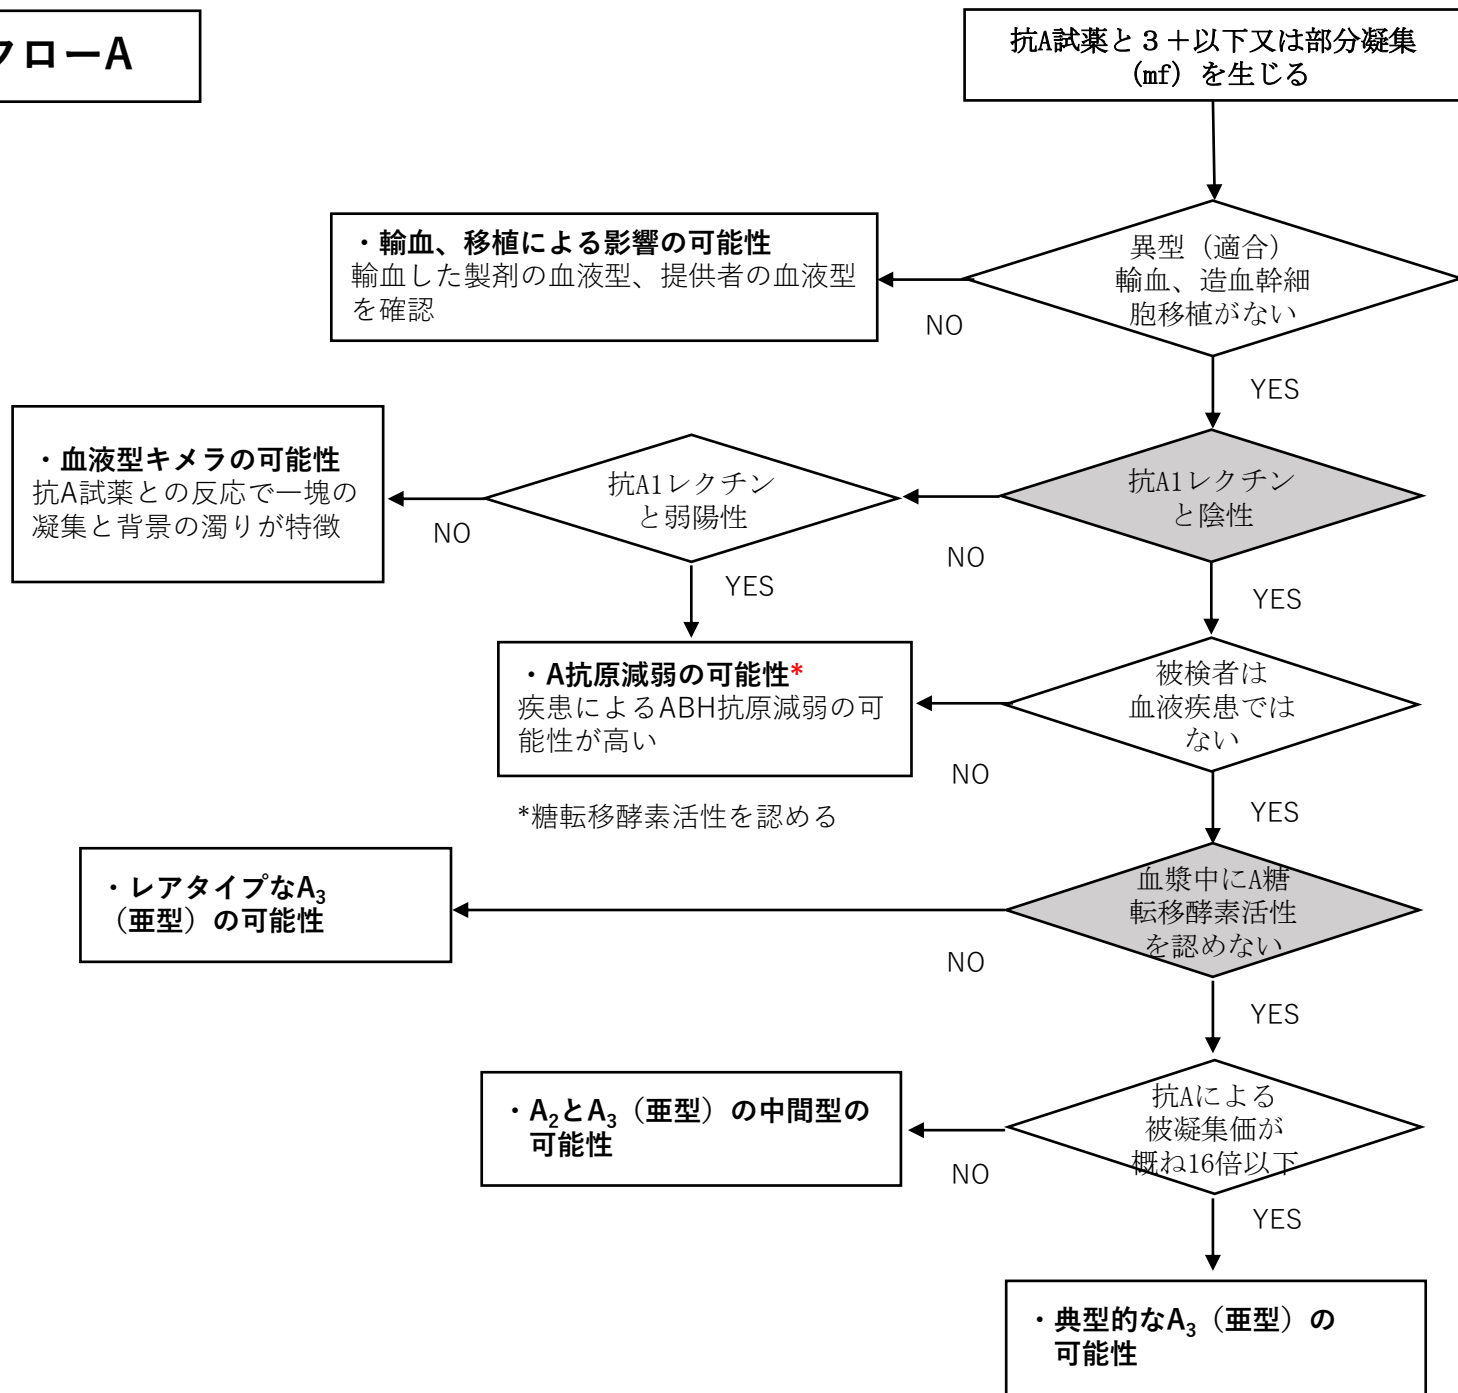 フローA
抗A試薬と３＋以下又は部分凝集
（mf）を生じる
異型（適合）
輸血、造血幹細
胞移植がない
・輸血、移植による影響の可能性
輸血した製剤の血液型、提供者の血液型
を確認
NO
YES
抗A1レクチン
と陰性
抗A1レクチン
と弱陽性
・血液型キメラの可能性
抗A試薬との反応で一塊の
凝集と背景の濁りが特徴
NO
NO
YES
YES
被検者は
血液疾患では
ない
・A抗原減弱の可能性*
疾患によるABH抗原減弱の可
能性が高い
NO
*糖転移酵素活性を認める
YES
血漿中にA糖
転移酵素活性
を認めない
・レアタイプなA3
（亜型）の可能性
NO
YES
抗Aによる
被凝集価が
概ね16倍以下
・A2とA3（亜型）の中間型の
可能性
NO
YES
・典型的なA3（亜型）の
可能性